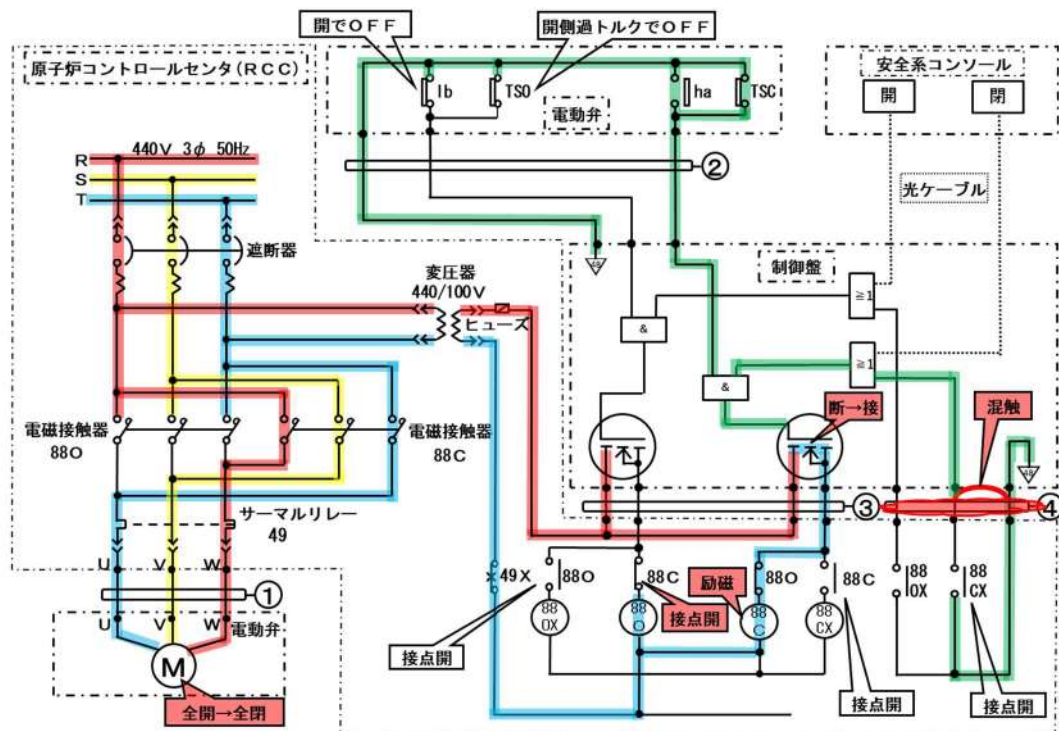 開でOFF
開側過トルクでOFF
原子炉コントロールセンタ(RCC)
安全系コンソール
開
閉
lb
TSO
ha
TSC
電動弁
440V 3φ 50Hz
R
S
T
②
光ケーブル
遮断器
変圧器
440/100V
ヒューズ
48
制御盤
≧1
&
≧1
&
断→接
混触
48
電磁接触器
88O
電磁接触器
88C
③
④
サーマルリレー
49
U
V
W
①
U
V
W
電動弁
M
全開→全閉
49X
88O
88C
88O
88C
88
OX
88
CX
励磁
88
OX
88
O
88
C
88
CX
接点開
接点開
接点開
接点開